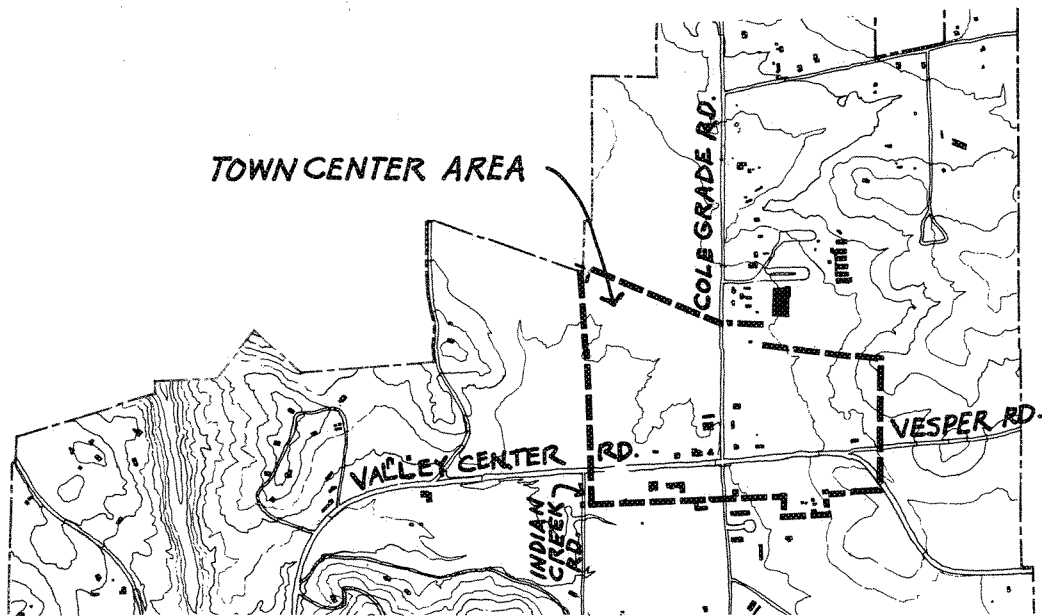 TOWN CENTER AREA
COLE GRADE RD.
VESPER RD.
VALLEY CENTER RD.
INDIAN
CREEK
RD.